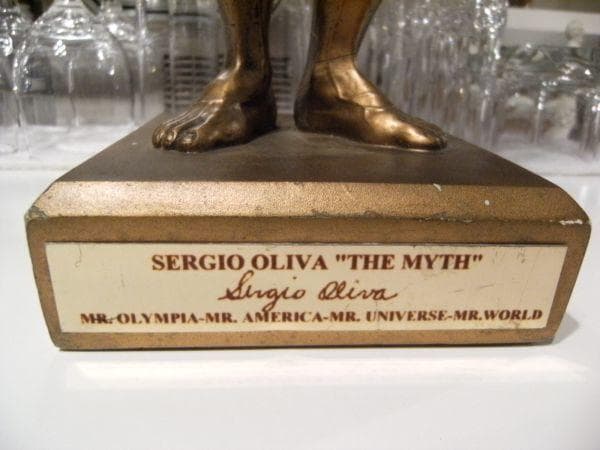 SERGIO OLIVA "THE MYTH"
Sergio Oliva
MR. OLYMPIA-MR. AMERICA-MR. UNIVERSE-MR.WORLD